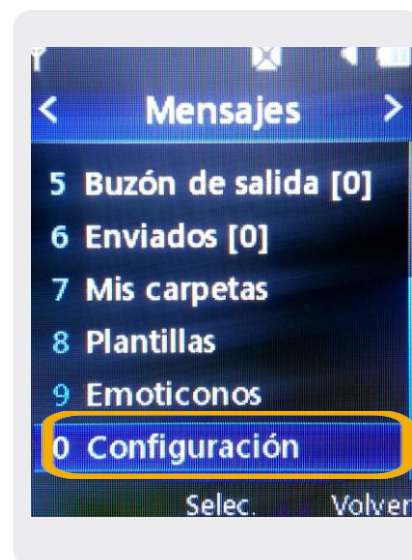 < Mensajes >
5 Buzón de salida [0]
6 Enviados [0]
7 Mis carpetas
8 Plantillas
9 Emoticonos
0 Configuración
Selec. Volver